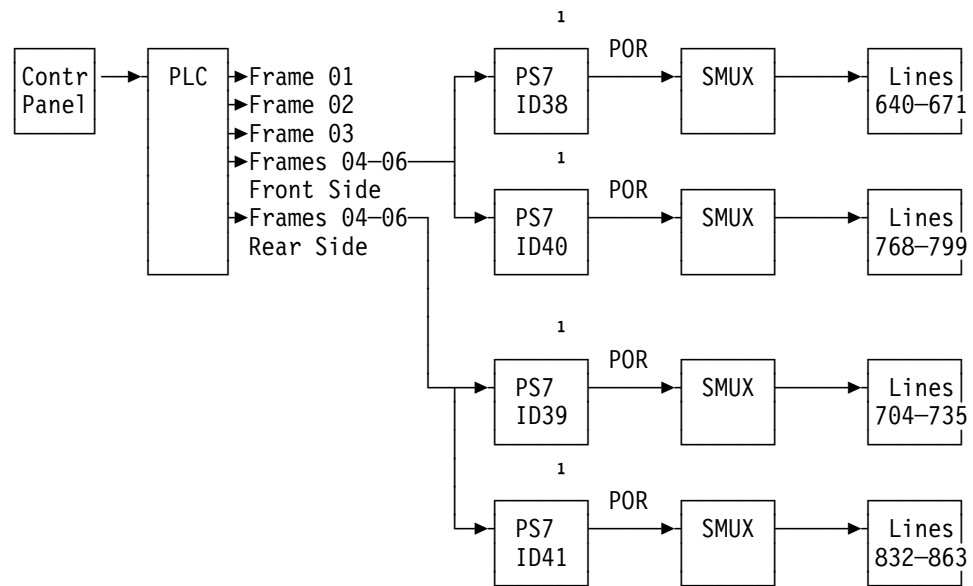 1
POR
Contr
Panel
PLC
Frame 01
Frame 02
Frame 03
Frames 04—06
Front Side
Frames 04—06
Rear Side
PS7
ID38
SMUX
Lines
640—671
1
POR
PS7
ID40
SMUX
Lines
768—799
1
POR
PS7
ID39
SMUX
Lines
704—735
1
POR
PS7
ID41
SMUX
Lines
832—863